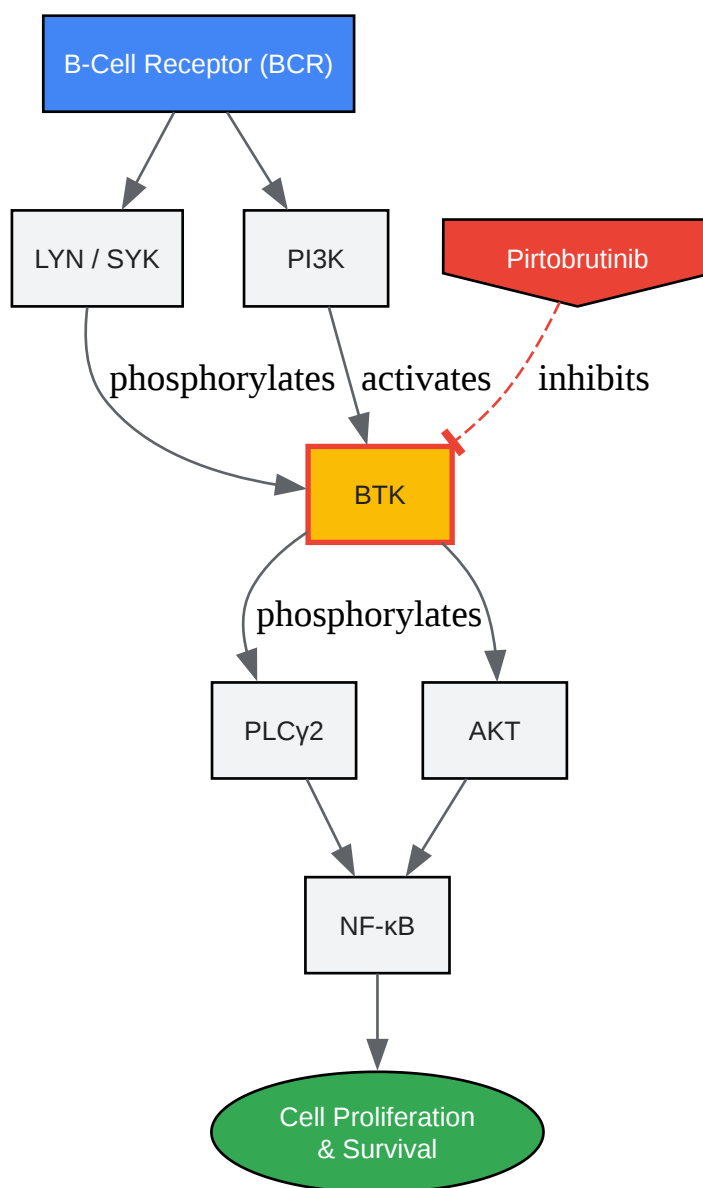 B-Cell Receptor (BCR)
LYN / SYK
PI3K
Pirtobrutinib
phosphorylates
activates
inhibits
BTK
phosphorylates
PLCγ2
AKT
NF-κB
Cell Proliferation
& Survival